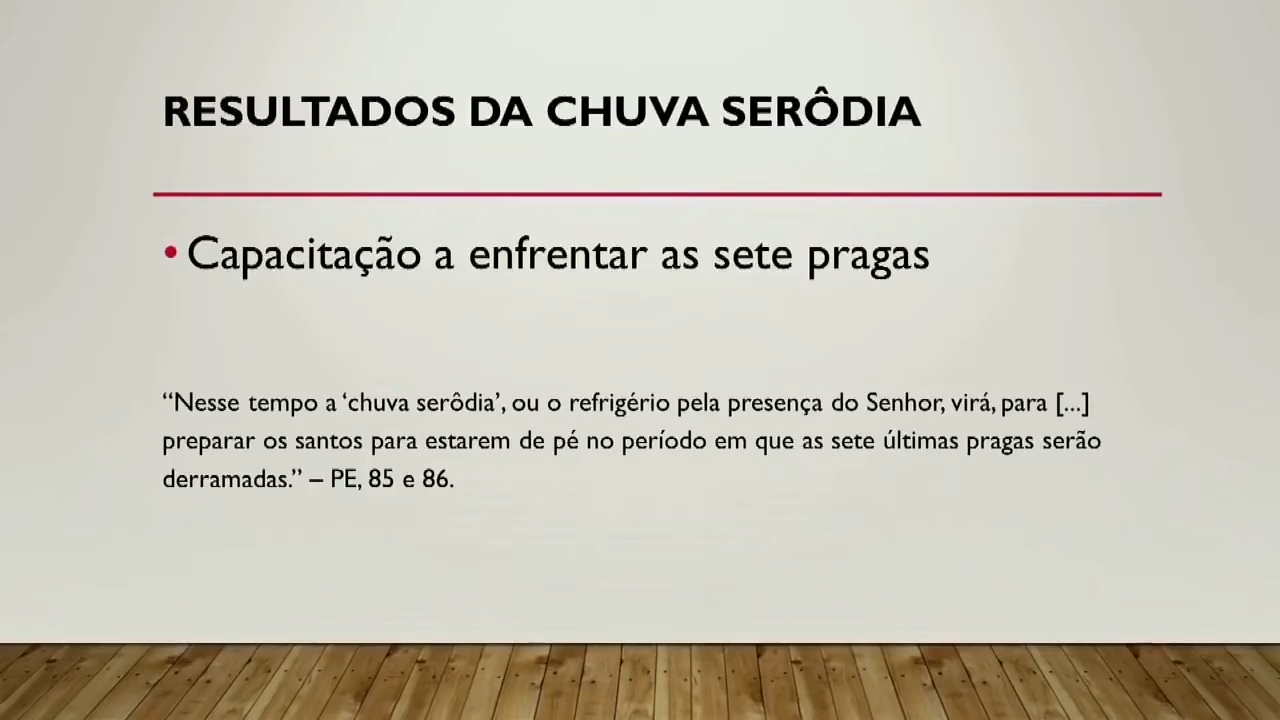 RESULTADOS DA CHUVA SERÔDIA
• Capacitação a enfrentar as sete pragas
“Nesse tempo a ‘chuva serôdia’, ou o refrigério pela presença do Senhor, virá, para [...]
preparar os santos para estarem de pé no período em que as sete últimas pragas serão
derramadas.” – PE, 85 e 86.